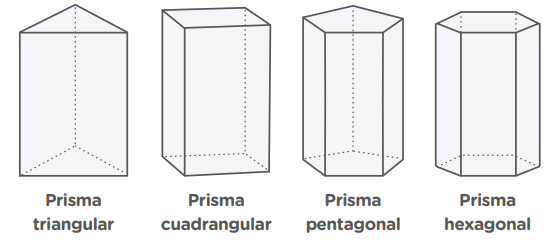 Prisma
triangular
Prisma
cuadrangular
Prisma
pentagonal
Prisma
hexagonal